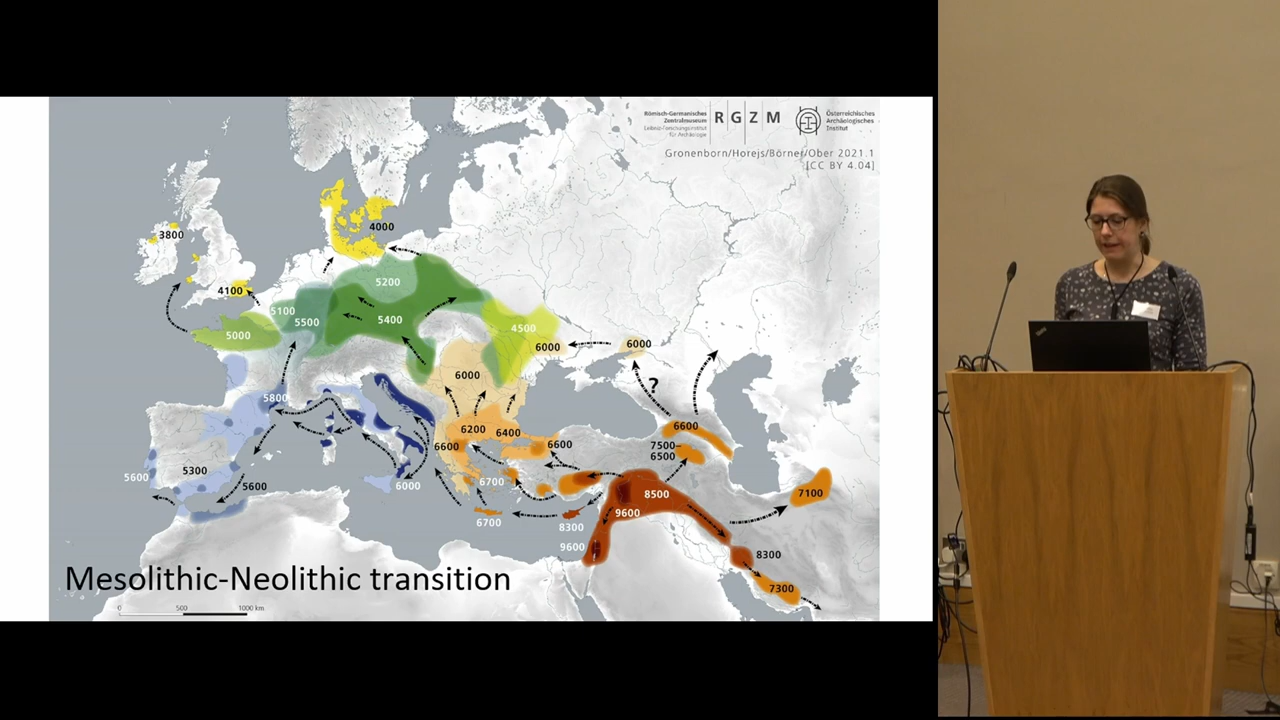 Römisch-Germanisches
Zentralmuseum
Leibniz-Forschungsinstitut
für Archäologie
R G Z M
Österreichisches
Archäologisches
Institut
Gronenborn/Horejs/Börner/Ober 2021.1
[CC BY 4.04]
3800
4000
4100
5200
5100
5500
5400
5000
4500
6000
6000
6000
?
5800
6200
6400
6600
6600
6600
7500–
6500
5300
5600
5600
6000
6700
6700
8500
9600
8300
9600
7100
8300
7300
Mesolithic-Neolithic transition
0 500 1000 km